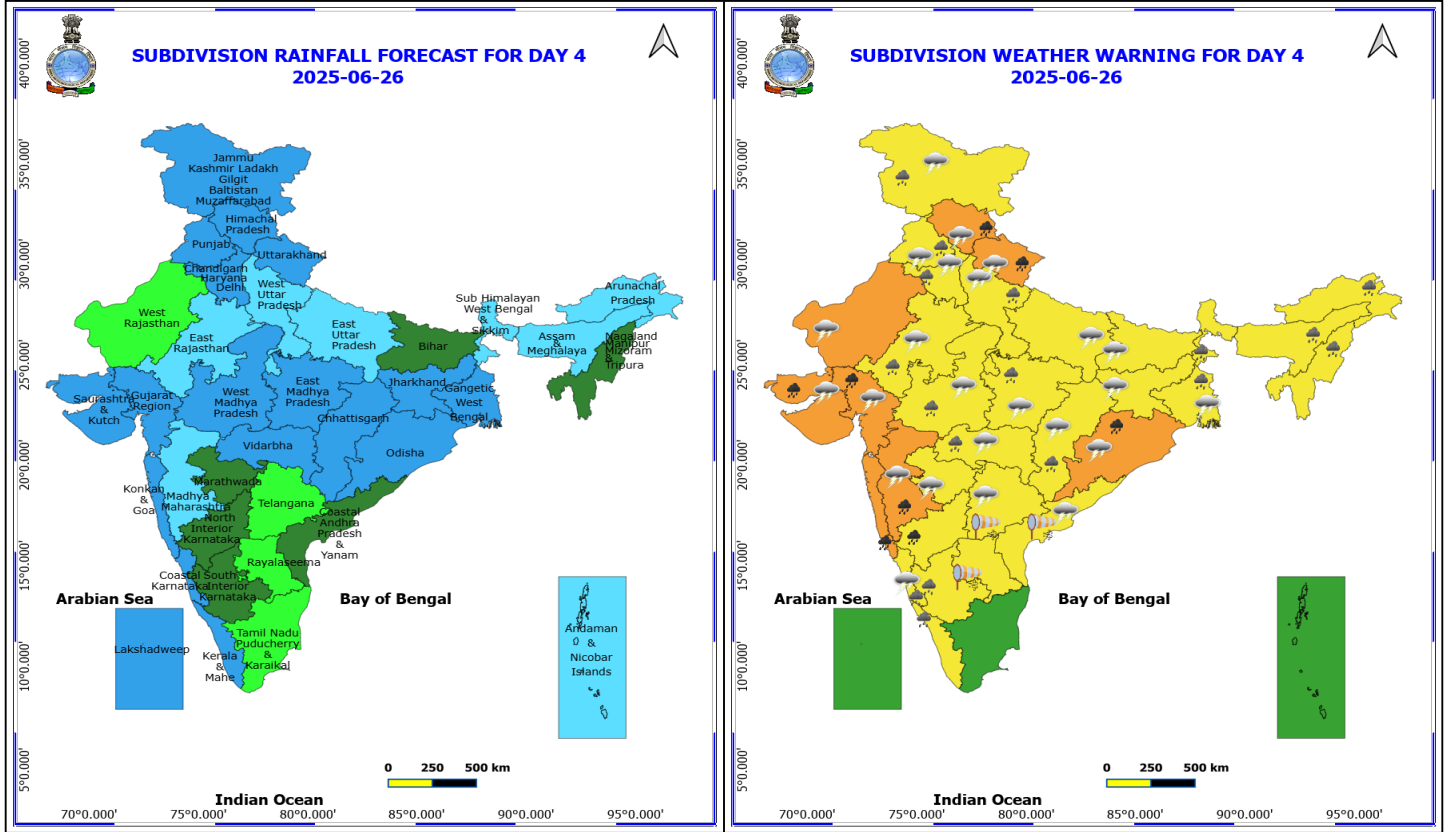 SUBDIVISION RAINFALL FORECAST FOR DAY 4
2025-06-26
40°0.000'
35°0.000'
30°0.000'
25°0.000'
20°0.000'
15°0.000'
10°0.000'
5°0.000'
Jammu
Kashmir Ladakh
Gilgit
Baltistan
Muzaffarabad
Himachal
Pradesh
Punjab
Uttarakhand
Chandigarh
Haryana
Delhi
West
Uttar
Pradesh
West
Rajasthan
East
Rajasthan
East
Uttar
Pradesh
Bihar
Sub Himalayan
West Bengal
&
Sikkim
Arunachal
Pradesh
Assam
&
Meghalaya
Nagaland
Manipur
Mizoram
&
Tripura
Saurashtra
&
Kutch
Gujarat
Region
West
Madhya
Pradesh
East
Madhya
Pradesh
Jharkhand
Gangetic
West
Bengal
Chhattisgarh
Vidarbha
Odisha
Konkan
&
Goa
Madhya
Maharashtra
Marathwada
Telangana
North
Interior
Karnataka
Coastal
Andhra
Pradesh
&
Yanam
Rayalaseema
Coastal
Karnataka
South
Interior
Karnataka
Tamil Nadu
Puducherry
&
Karaikal
Kerala
&
Mahe
Arabian Sea
Bay of Bengal
Lakshadweep
Andaman
&
Nicobar
Islands
0 250 500 km
Indian Ocean
70°0.000' 75°0.000' 80°0.000' 85°0.000' 90°0.000' 95°0.000'
SUBDIVISION WEATHER WARNING FOR DAY 4
2025-06-26
40°0.000'
35°0.000'
30°0.000'
25°0.000'
20°0.000'
15°0.000'
10°0.000'
5°0.000'
Arabian Sea
Bay of Bengal
0 250 500 km
Indian Ocean
70°0.000' 75°0.000' 80°0.000' 85°0.000' 90°0.000' 95°0.000'